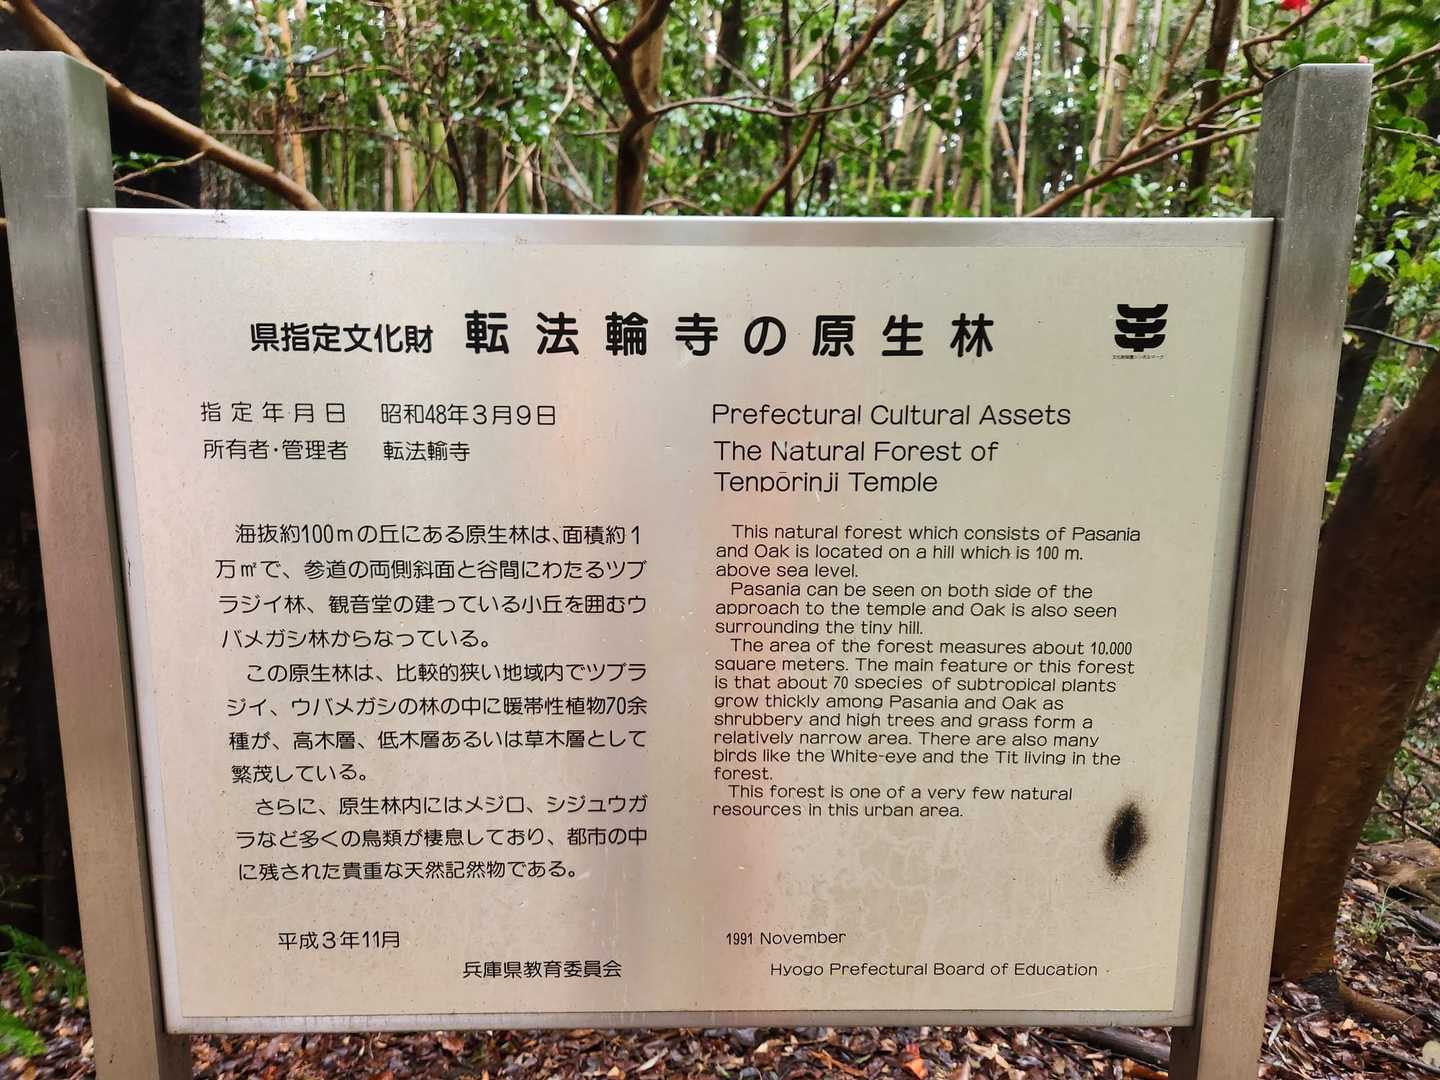 県指定文化財 転法輪寺の原生林
指定年月日 昭和48年3月9日
所有者・管理者 転法輪寺
海抜約100mの丘にある原生林は、面積約1
万㎡で、参道の両側斜面と谷間にわたるツブ
ラジイ林、観音堂の建っている小丘を囲むウ
バメガシ林からなっている。
この原生林は、比較的狭い地域内でツブラ
ジイ、ウバメガシの林の中に暖帯性植物70余
種が、高木層、低木層あるいは草木層として
繁茂している。
さらに、原生林内にはメジロ、シジュウガ
ラなど多くの鳥類が棲息しており、都市の中
に残された貴重な天然記然物である。
平成3年11月
兵庫県教育委員会
文化財愛護シンボルマーク
Prefectural Cultural Assets
The Natural Forest of
Tenpōrinji Temple
This natural forest which consists of Pasania
and Oak is located on a hill which is 100 m.
above sea level.
Pasania can be seen on both side of the
approach to the temple and Oak is also seen
surrounding the tiny hill.
The area of the forest measures about 10.000
square meters. The main feature or this forest
is that about 70 species of subtropical plants
grow thickly among Pasania and Oak as
shrubbery and high trees and grass form a
relatively narrow area. There are also many
birds like the White-eye and the Tit living in the
forest.
This forest is one of a very few natural
resources in this urban area.
1991 November
Hyogo Prefectural Board of Education